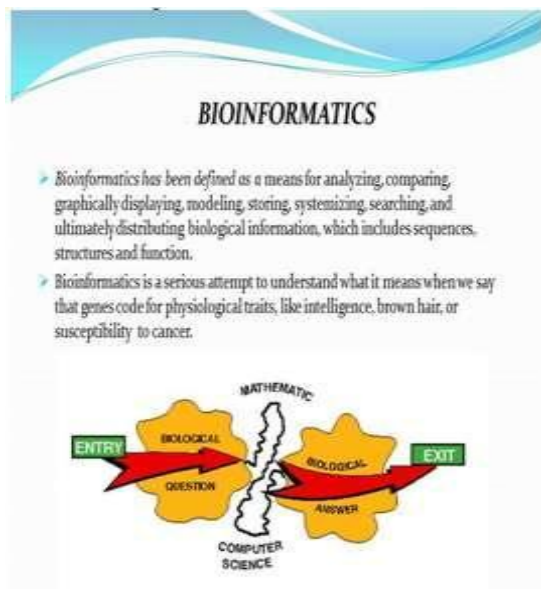 BIOINFORMATICS
Bioinformatics has been defined as a means for analyzing, comparing,
graphically displaying, modeling, storing, systemizing, searching, and
ultimately distributing biological information, which includes sequences,
structures and function.
Bioinformatics is a serious attempt to understand what it means when we say
that genes code for physiological traits, like intelligence, brown hair, or
susceptibility to cancer.
MATHEMATIC
ENTRY
BIOLOGICAL
QUESTION
BIOLOGICAL
ANSWER
EXIT
COMPUTER
SCIENCE